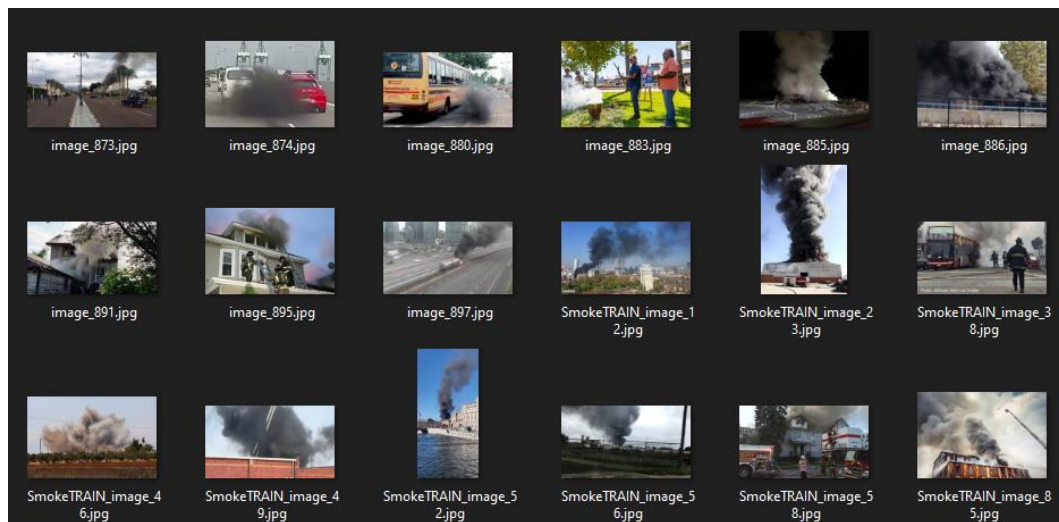 image_873.jpg
image_874.jpg
image_880.jpg
image_883.jpg
image_885.jpg
image_886.jpg
image_891.jpg
image_895.jpg
image_897.jpg
SmokeTRAIN_image_1
2.jpg
SmokeTRAIN_image_2
3.jpg
SmokeTRAIN_image_3
8.jpg
SmokeTRAIN_image_4
6.jpg
SmokeTRAIN_image_4
9.jpg
SmokeTRAIN_image_5
2.jpg
SmokeTRAIN_image_5
6.jpg
SmokeTRAIN_image_5
8.jpg
SmokeTRAIN_image_8
5.jpg